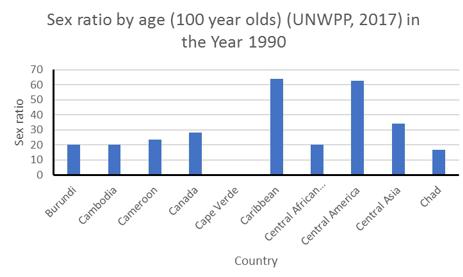 Sex ratio by age (100 year olds) (UNWPP, 2017) in
the Year 1990
70
60
50
40
30
20
10
0
Sex ratio
Burundi
Cambodia
Cameroon
Canada
Cape Verde
Caribbean
Central African...
Central America
Central Asia
Chad
Country